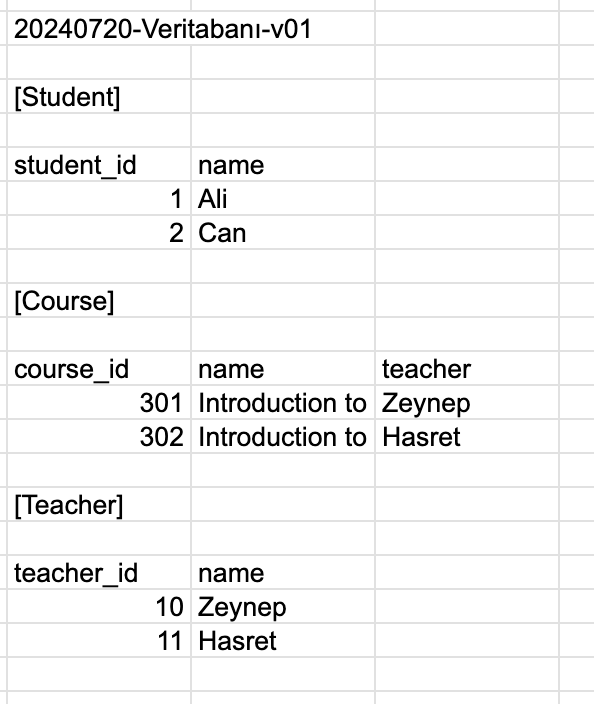 20240720-Veritabanı-v01
[Student]
student_id name
1 Ali
2 Can
[Course]
course_id name teacher
301 Introduction to Zeynep
302 Introduction to Hasret
[Teacher]
teacher_id name
10 Zeynep
11 Hasret